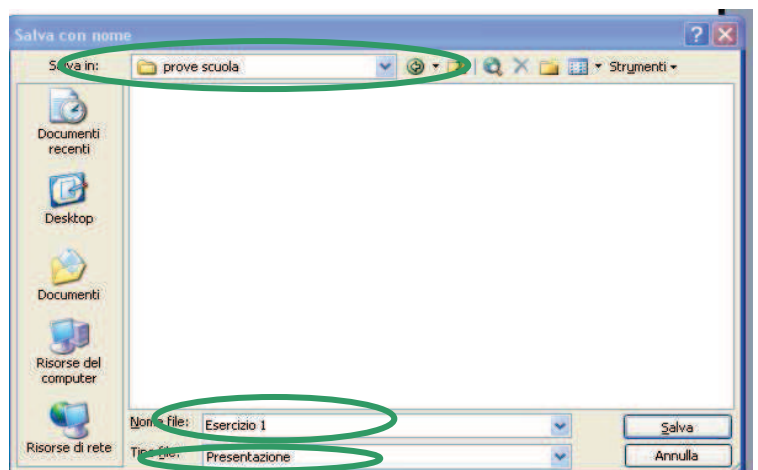 Salva con nome
Salva in: prove scuola Strumenti
Documenti
recenti
Desktop
Documenti
Risorse del
computer
Risorse di rete
Nome file: Esercizio 1 Salva
Tipo file: Presentazione Annulla